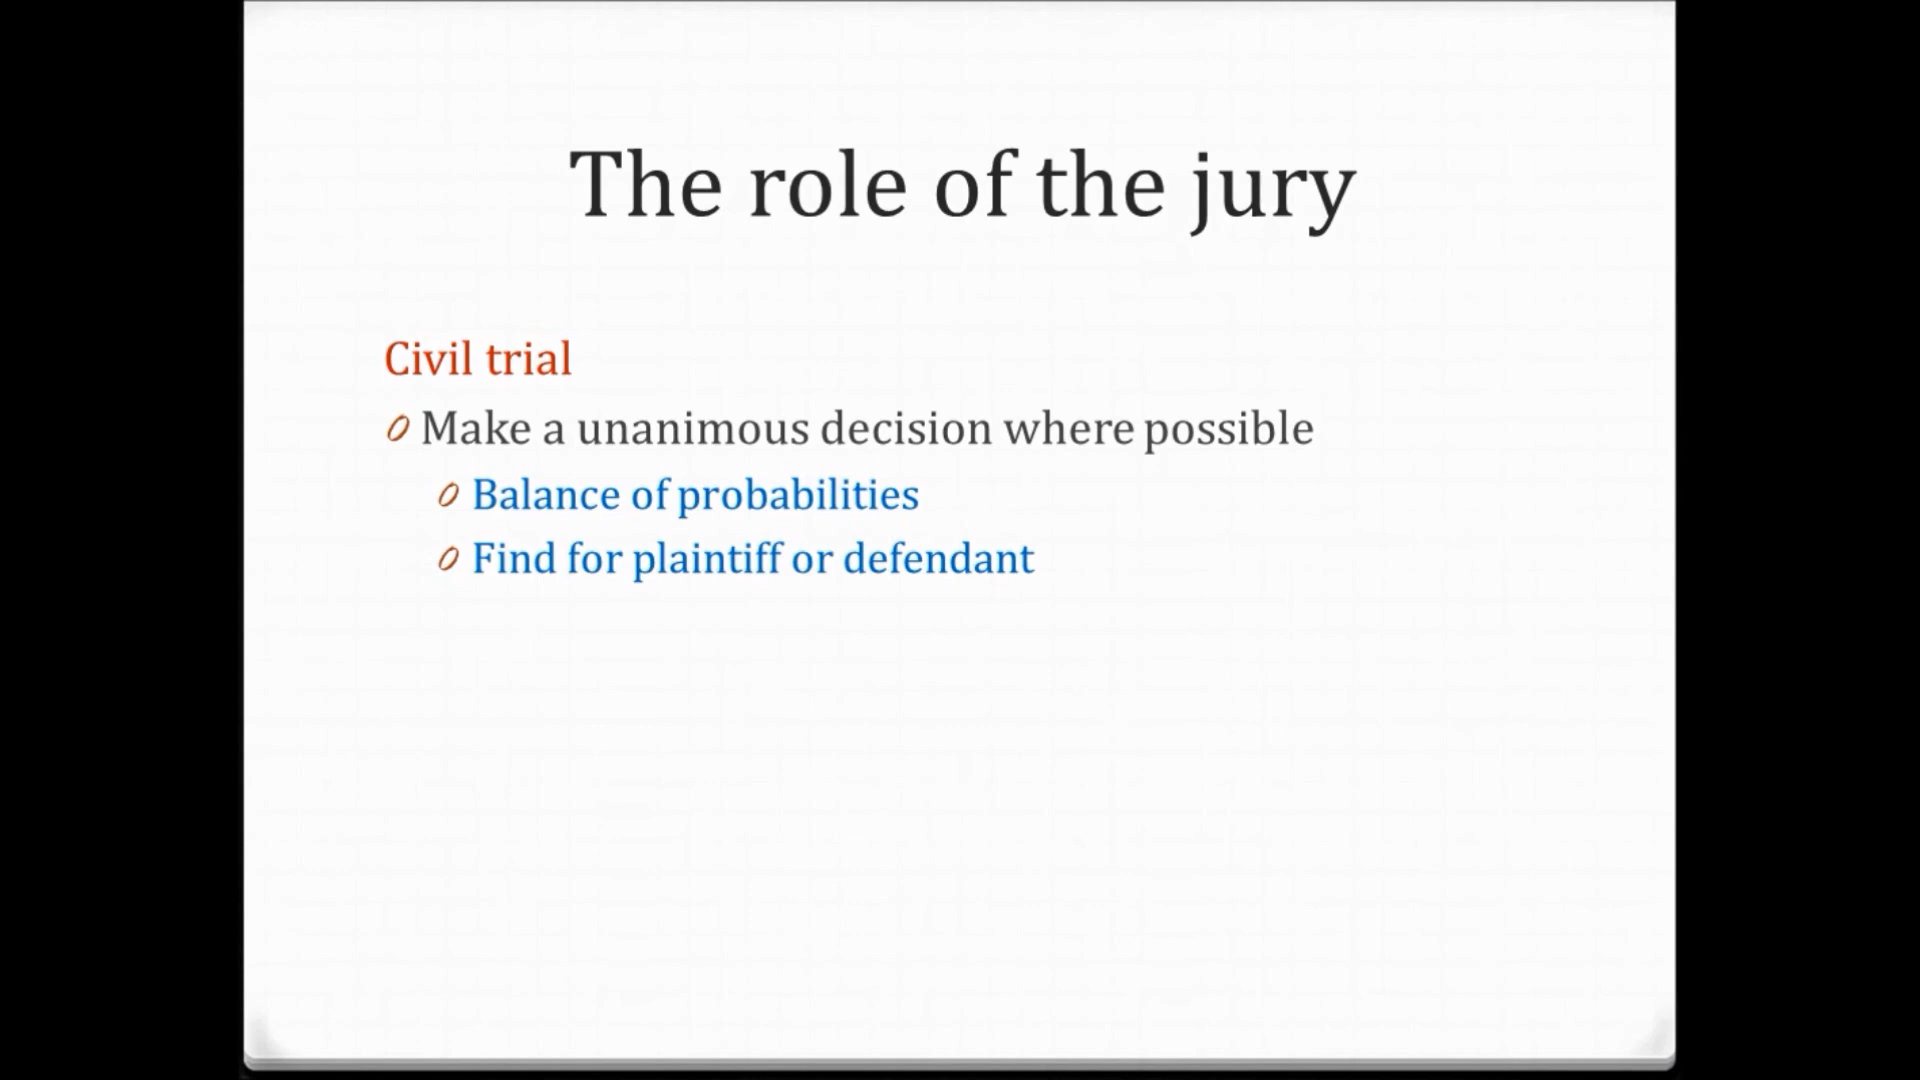 The role of the jury
Civil trial
Make a unanimous decision where possible
Balance of probabilities
Find for plaintiff or defendant